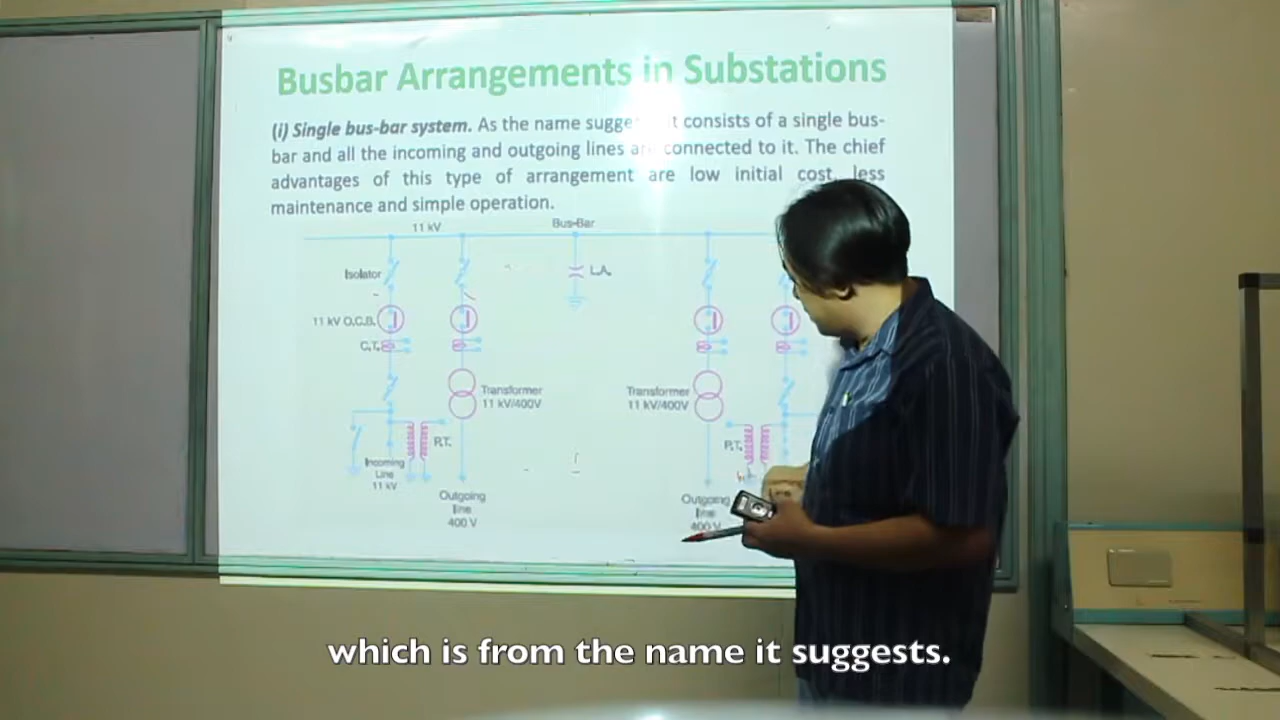 Busbar Arrangements in Substations
(i) Single bus-bar system. As the name sugge t consists of a single bus-
bar and all the incoming and outgoing lines are connected to it. The chief
advantages of this type of arrangement are low initial cost, less
maintenance and simple operation.
11 kV Bus-Bar
Isolator L.A.
11 kV O.C.B.
C.T.
Transformer
11 kV/400V
Transformer
11 kV/400V
P.T. P.T.
Incoming
Line
11 kV
Outgoing
line
400 V
Outgoing
line
400 V
Line
which is from the name it suggests.